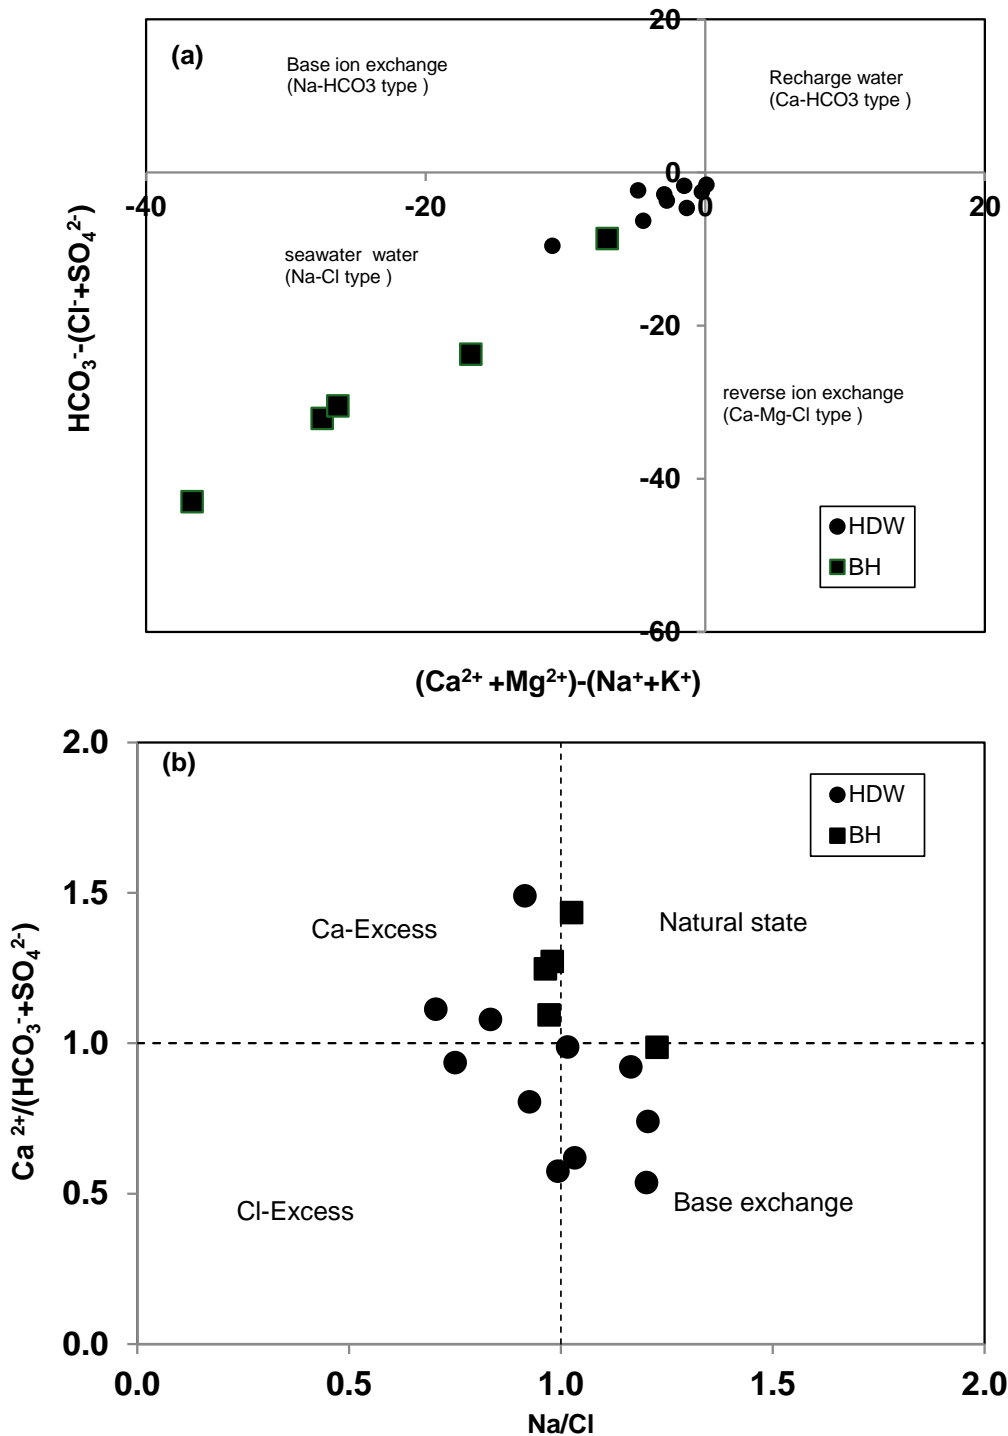 20
(a)
Base ion exchange
(Na-HCO3 type )
Recharge water
(Ca-HCO3 type )
0
-40
-20
0
20
seawater water
(Na-Cl type )
-20
reverse ion exchange
(Ca-Mg-Cl type )
-40
HDW
BH
-60
HCO₃⁻-(Cl⁻+SO₄²⁻)
(Ca²⁺ +Mg²⁺)-(Na⁺+K⁺)
2.0
(b)
HDW
BH
1.5
Ca-Excess
Natural state
1.0
0.5
Cl-Excess
Base exchange
0.0
Ca ²⁺/(HCO₃⁻+SO₄²⁻)
0.0
0.5
1.0
1.5
2.0
Na/Cl